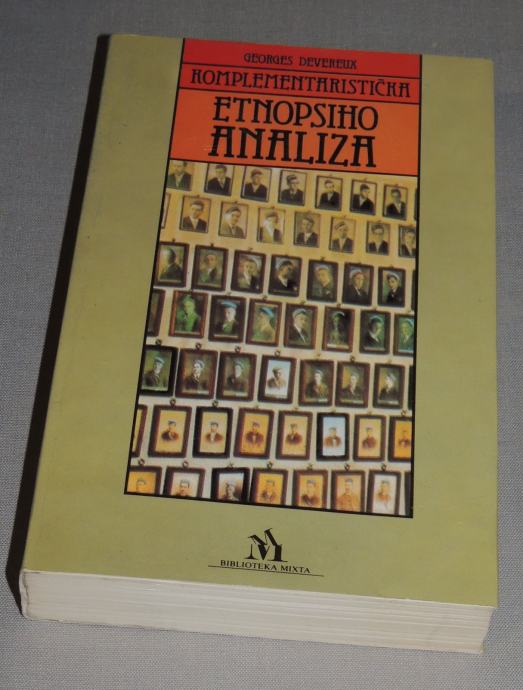 GEORGES DEVEREUX
KOMPLEMENTARISTIČKA
ETNOPSIHO
ANALIZA
M
BIBLIOTEKA MIXTA